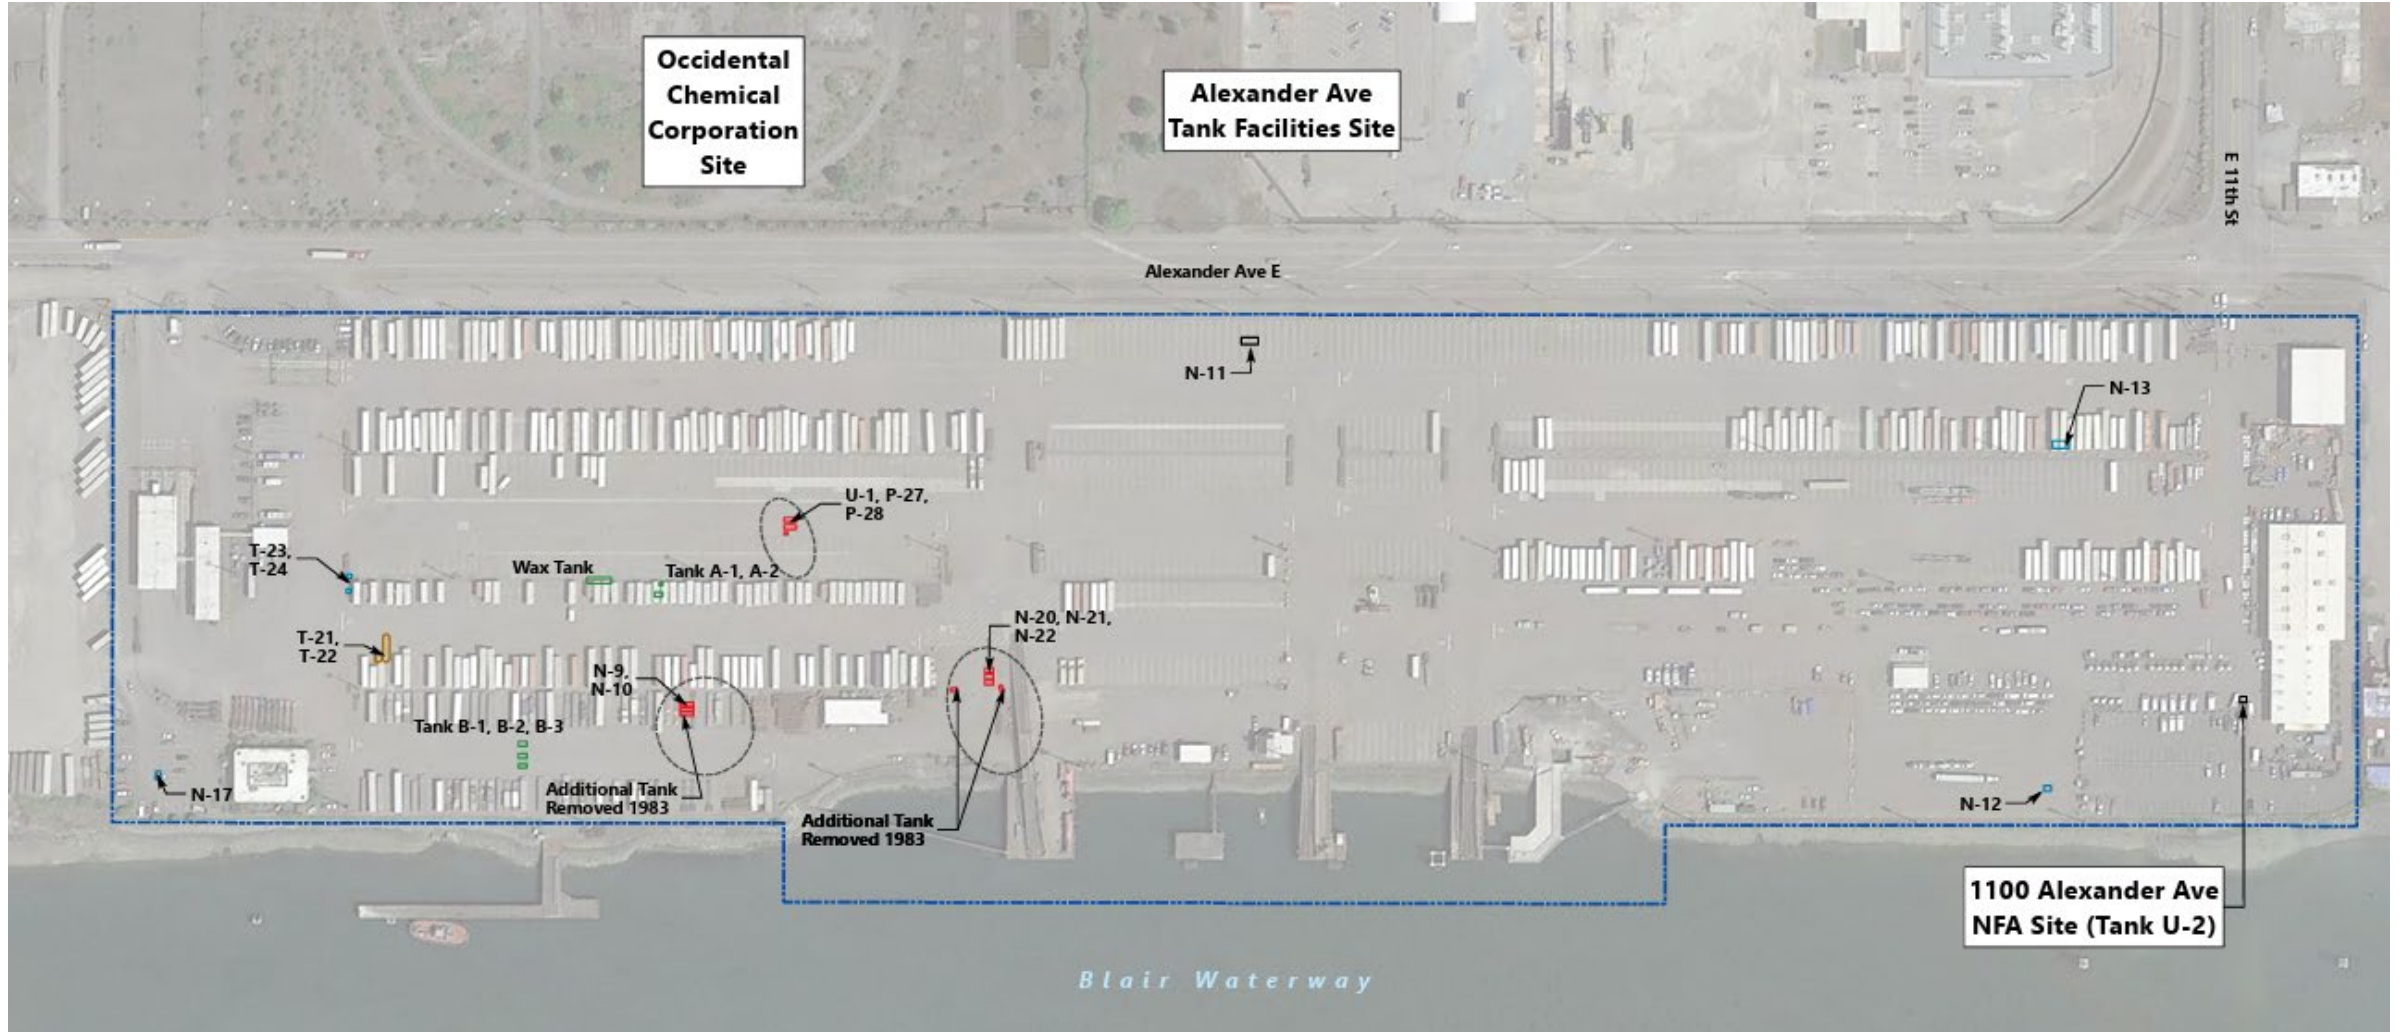 Occidental
Chemical
Corporation
Site
Alexander Ave
Tank Facilities Site
E 11th St
Alexander Ave E
N-11
N-13
U-1, P-27,
P-28
T-23,
T-24
Wax Tank
Tank A-1, A-2
N-20, N-21,
N-22
T-21,
T-22
N-9,
N-10
Tank B-1, B-2, B-3
N-17
Additional Tank
Removed 1983
Additional Tank
Removed 1983
N-12
1100 Alexander Ave
NFA Site (Tank U-2)
Blair Waterway